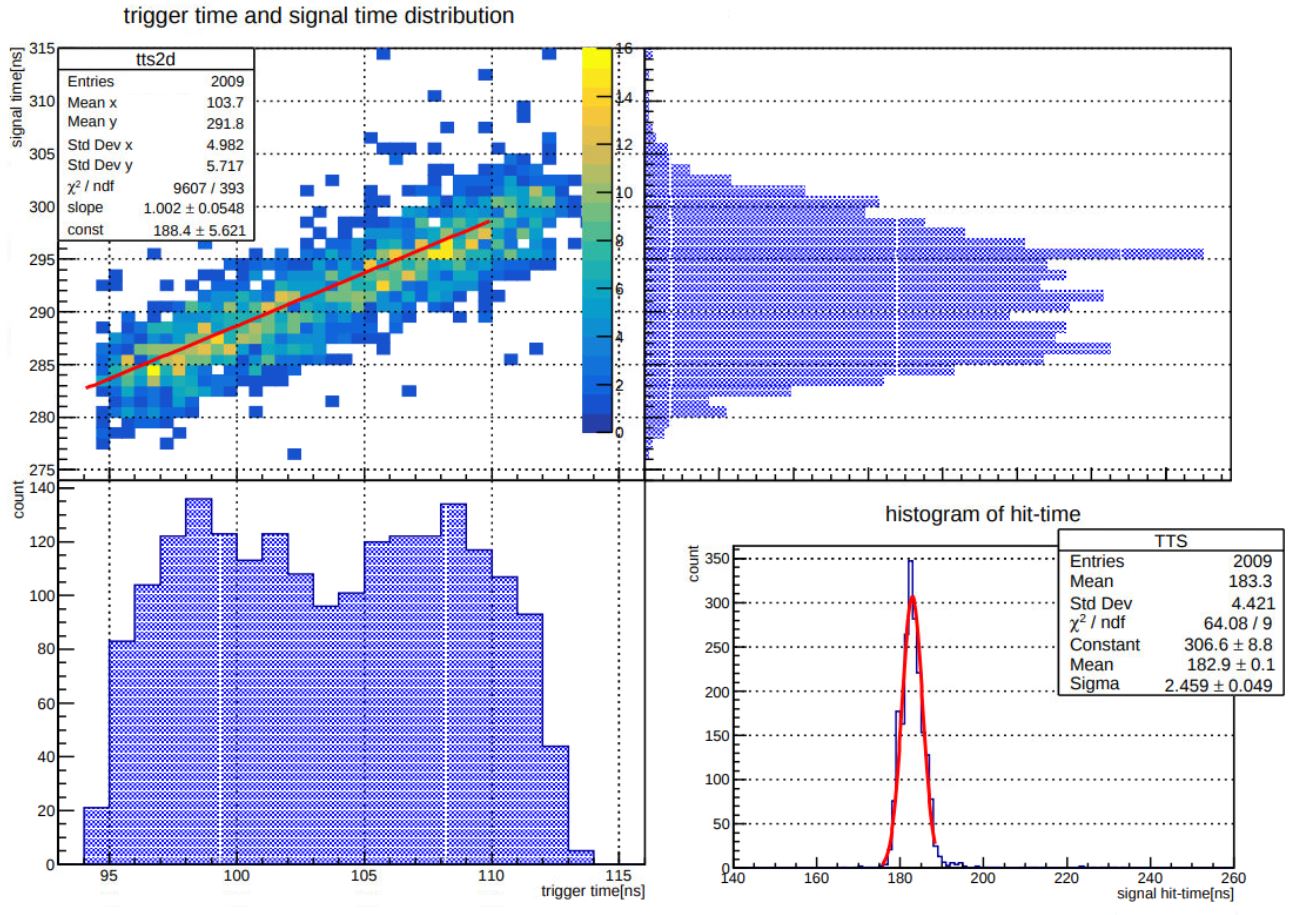 trigger time and signal time distribution
signal time[ns]
315
310
305
300
295
290
285
280
275
tts2d
Entries 2009
Mean x 103.7
Mean y 291.8
Std Dev x 4.982
Std Dev y 5.717
χ² / ndf 9607 / 393
slope 1.002 ± 0.0548
const 188.4 ± 5.621
16
14
12
10
8
6
4
2
0
count
140
120
100
80
60
40
20
0
95 100 105 110 115
trigger time[ns]
histogram of hit-time
count
350
300
250
200
150
100
50
0
TTS
Entries 2009
Mean 183.3
Std Dev 4.421
χ² / ndf 64.08 / 9
Constant 306.6 ± 8.8
Mean 182.9 ± 0.1
Sigma 2.459 ± 0.049
140 160 180 200 220 240 260
signal hit-time[ns]